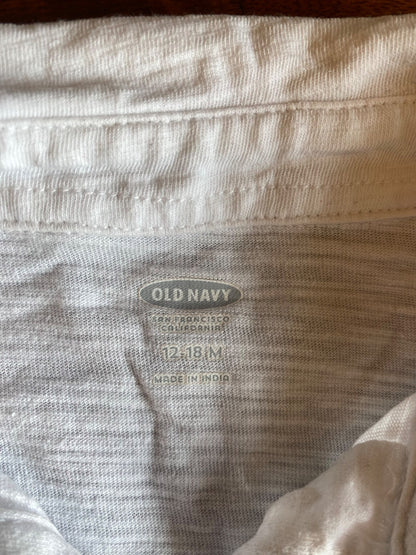 OLD NAVY
SAN FRANCISCO
CALIFORNIA
12-18 M
MADE IN INDIA